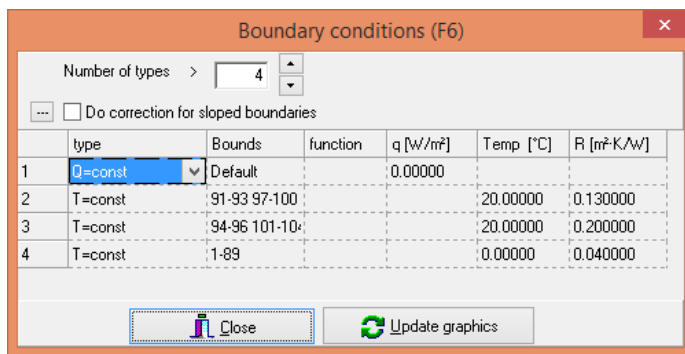 Boundary conditions (F6)
×
Number of types > 4
... Do correction for sloped boundaries
type Bounds function q [W/m²] Temp [°C] R [m²·K/W]
1 Q=const Default 0.00000
2 T=const 91-93 97-100 20.00000 0.130000
3 T=const 94-96 101-104 20.00000 0.200000
4 T=const 1-89 0.00000 0.040000
Close Update graphics